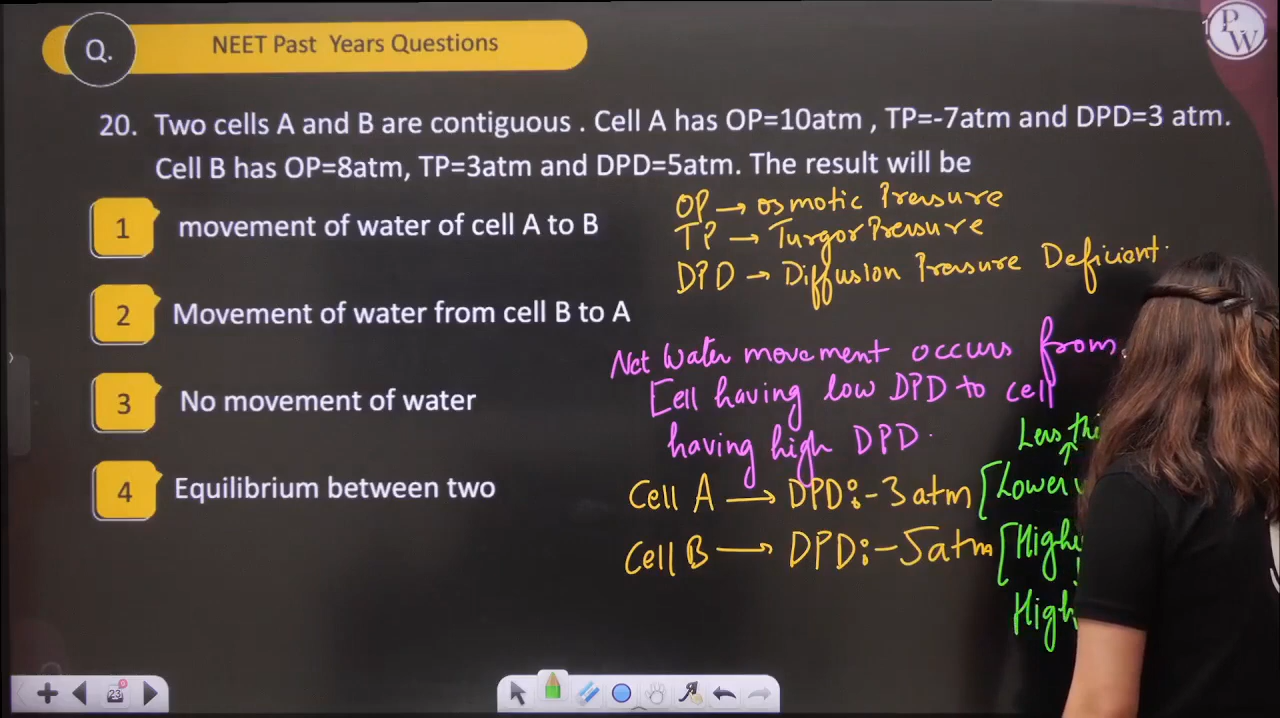 Q.
NEET Past Years Questions
PW
20. Two cells A and B are contiguous . Cell A has OP=10atm , TP=-7atm and DPD=3 atm.
Cell B has OP=8atm, TP=3atm and DPD=5atm. The result will be
1 movement of water of cell A to B
2 Movement of water from cell B to A
3 No movement of water
4 Equilibrium between two
OP → osmotic Pressure
TP → Turgor Pressure
DPD → Diffusion Pressure Deficient
Net water movement occurs from
[Cell having low DPD to cell
having high DPD.
Less
Cell A → DPD:-3 atm [Lower
Cell B → DPD:-5atm
23